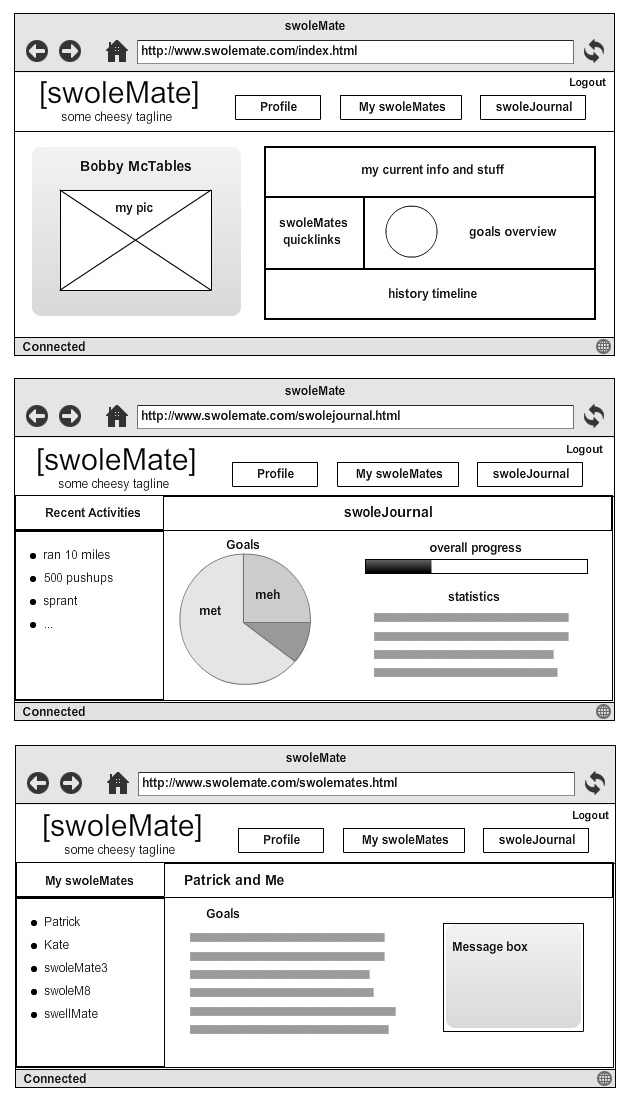 swoleMate
http://www.swolemate.com/index.html
Logout
[swoleMate]
some cheesy tagline
Profile
My swoleMates
swoleJournal
Bobby McTables
my pic
my current info and stuff
swoleMates
quicklinks
goals overview
history timeline
Connected
swoleMate
http://www.swolemate.com/swolejournal.html
Logout
[swoleMate]
some cheesy tagline
Profile
My swoleMates
swoleJournal
Recent Activities
ran 10 miles
500 pushups
sprant
...
swoleJournal
Goals
met
meh
overall progress
statistics
Connected
swoleMate
http://www.swolemate.com/swolemates.html
Logout
[swoleMate]
some cheesy tagline
Profile
My swoleMates
swoleJournal
My swoleMates
Patrick
Kate
swoleMate3
swoleM8
swellMate
Patrick and Me
Goals
Message box
Connected